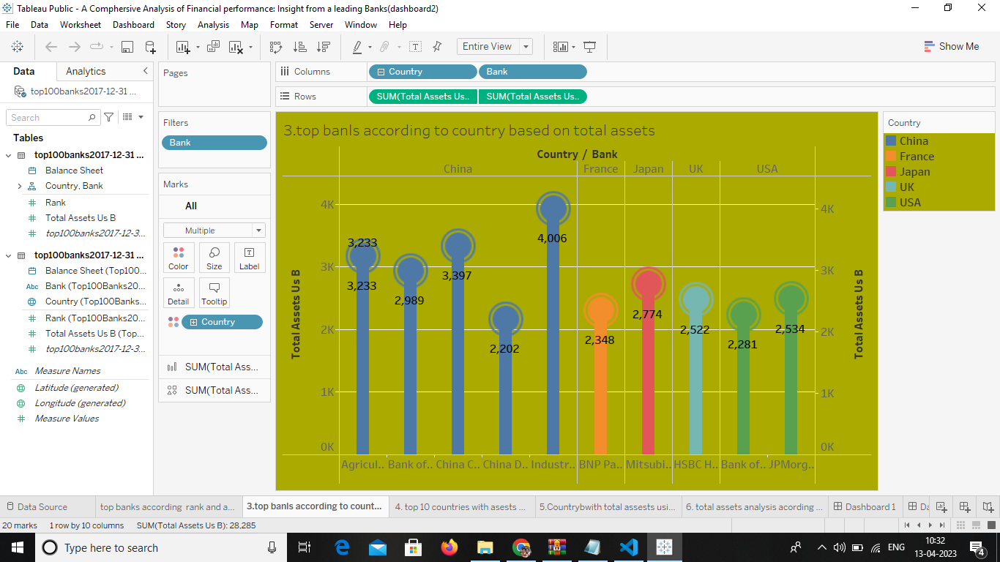 Tableau Public - A Comphersive Analysis of Financial performance: Insight from a leading Banks(dashboard2)
File Data Worksheet Dashboard Story Analysis Map Format Server Window Help
Entire View
Show Me
Data Analytics
top100banks2017-12-31 ...
Search
Tables
top100banks2017-12-31 ...
Balance Sheet
Country, Bank
Rank
Total Assets Us B
top100banks2017-12-3...
top100banks2017-12-31 ...
Balance Sheet (Top100...
Abc Bank (Top100Banks20...
Country (Top100Banks...
Rank (Top100Banks20...
Total Assets Us B (Top...
top100banks2017-12-3...
Abc Measure Names
Latitude (generated)
Longitude (generated)
Measure Values
Pages
Filters
Bank
Marks
All
Multiple
Color Size Label
Detail Tooltip
Country
SUM(Total Ass...
SUM(Total Ass...
Columns Country Bank
Rows SUM(Total Assets Us.. SUM(Total Assets Us..
3.top banls according to country based on total assets
Country / Bank
China France Japan UK USA
4K
3K
2K
1K
0K
Total Assets Us B
3,233
3,233
2,989
3,397
2,202
4,006
2,348
2,774
2,522
2,281
2,534
4K
3K
2K
1K
0K
Total Assets Us B
Agricul.. Bank of.. China C.. China D.. Industr.. BNP Pa.. Mitsubi.. HSBC H.. Bank of.. JPMorg..
Country
China
France
Japan
UK
USA
Data Source top banks according rank and a... 3.top banls according to count... 4. top 10 countries with asests ... 5.Countrybwith total assests usi... 6. total assets analysis acording ... Dashboard 1 Da
20 marks 1 row by 10 columns SUM(Total Assets Us B): 28,285
Type here to search
ENG
10:32
13-04-2023
4